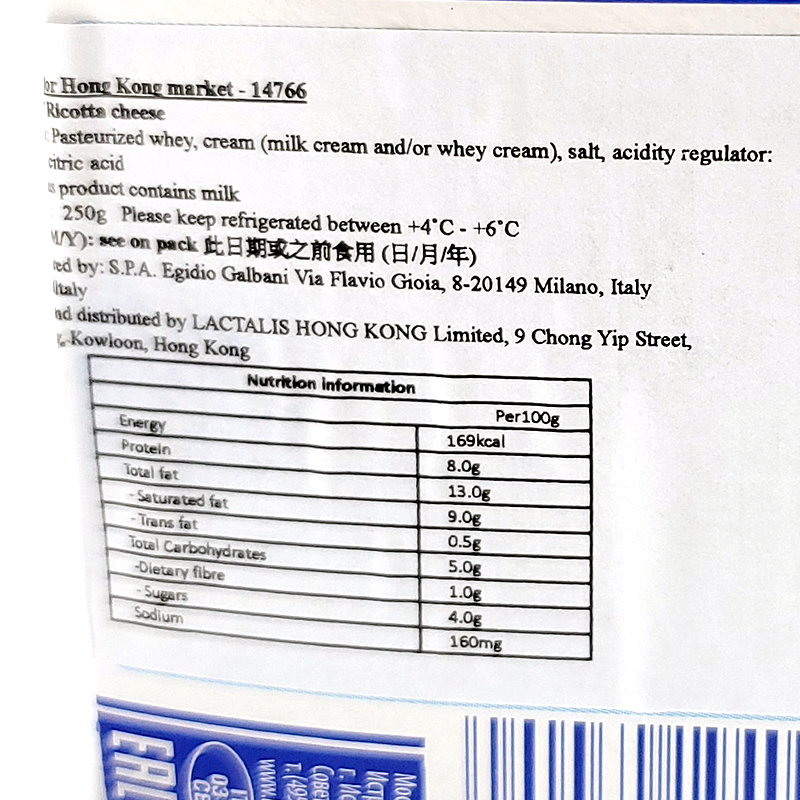 or Hong Kong market - 14766
Ricotta cheese
Pasteurized whey, cream (milk cream and/or whey cream), salt, acidity regulator:
citric acid
s product contains milk
250g Please keep refrigerated between +4°C - +6°C
M/Y): see on pack 此日期或之前食用 (日/月/年)
ed by: S.P.A. Egidio Galbani Via Flavio Gioia, 8-20149 Milano, Italy
Italy
nd distributed by LACTALIS HONG KONG Limited, 9 Chong Yip Street,
Kowloon, Hong Kong
Nutrition information
Per100g
Energy 169kcal
Protein 8.0g
Total fat 13.0g
- Saturated fat 9.0g
- Trans fat 0.5g
Total Carbohydrates 5.0g
-Dietary fibre 1.0g
- Sugars 4.0g
Sodium 160mg